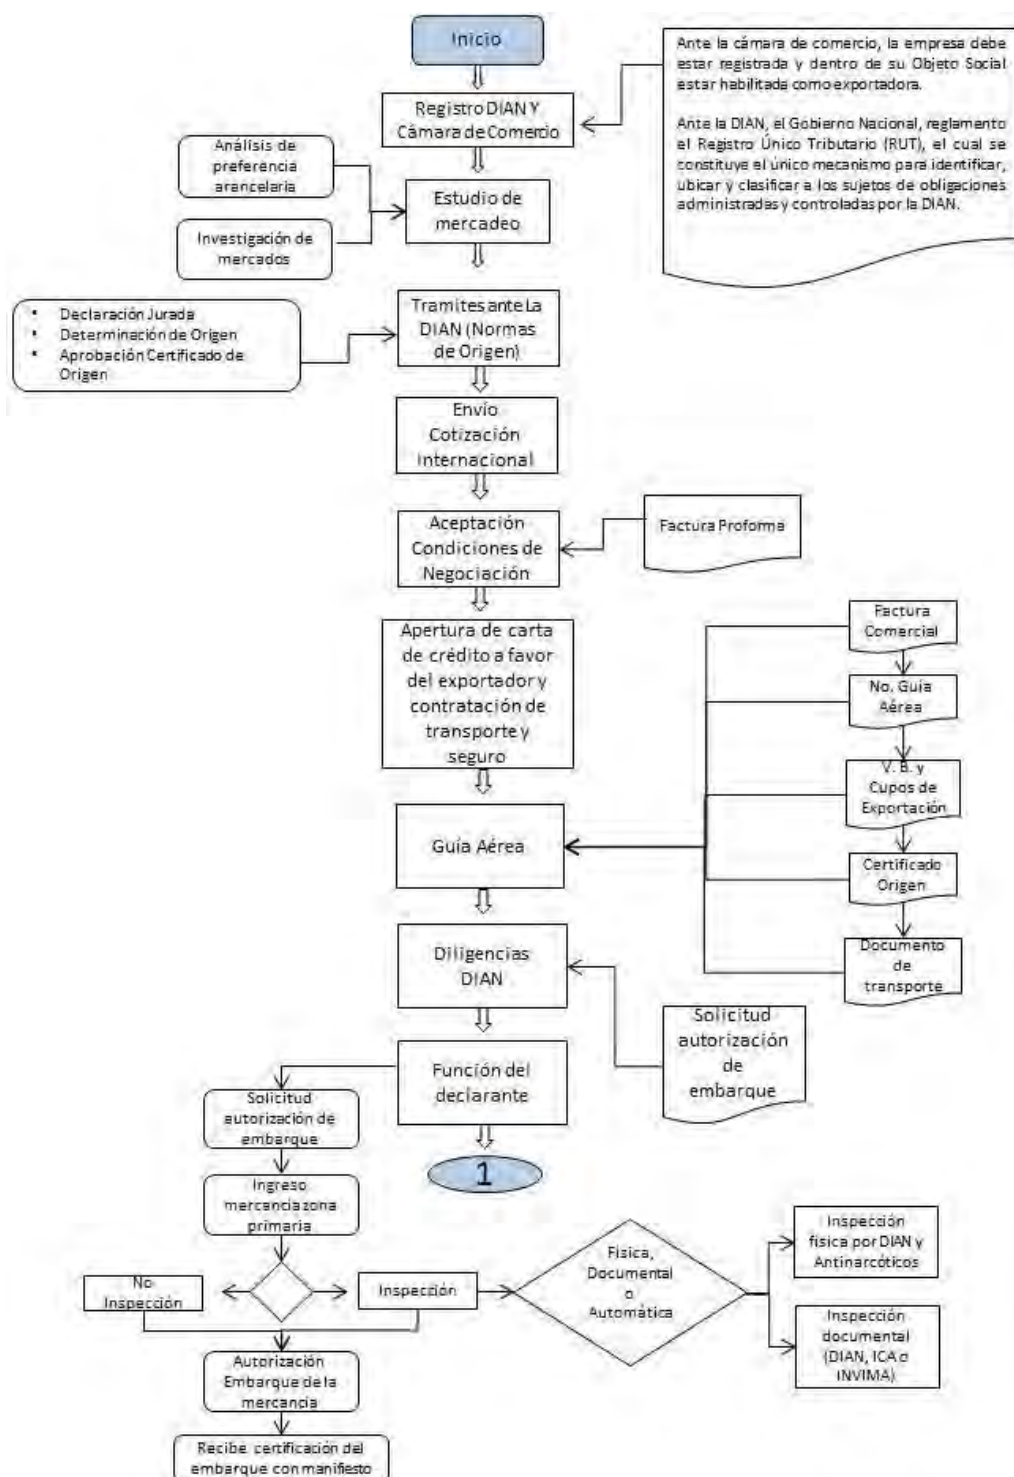 Inicio
Ante la cámara de comercio, la empresa debe
estar registrada y dentro de su Objeto Social
estar habilitada como exportadora.
Ante la DIAN, el Gobierno Nacional, reglamento
el Registro Único Tributario (RUT), el cual se
constituye el único mecanismo para identificar,
ubicar y clasificar a los sujetos de obligaciones
administradas y controladas por la DIAN.
Registro DIAN Y
Cámara de Comercio
Análisis de
preferencia
arancelaria
Estudio de
mercadeo
Investigación de
mercados
▪ Declaración Jurada
▪ Determinación de Origen
▪ Aprobación Certificado de
Origen
Tramites ante La
DIAN (Normas
de Origen)
Envío
Cotización
Internacional
Aceptación
Condiciones de
Negociación
Factura Proforma
Apertura de carta
de crédito a favor
del exportador y
contratación de
transporte y
seguro
Factura
Comercial
No. Guía
Aérea
V. B. y
Cupos de
Exportación
Certificado
Origen
Documento
de
transporte
Guía Aérea
Diligencias
DIAN
Solicitud
autorización
de
embarque
Función del
declarante
1
Solicitud
autorización de
embarque
Ingreso
mercancía zona
primaria
No
Inspección
Inspección
Fisica,
Documental
o
Automática
Inspección
física por DIAN y
Antinarcóticos
Inspección
documental
(DIAN, ICA o
INVIMA)
Autorización
Embarque de la
mercancía
Recibe certificación del
embarque con manifiesto